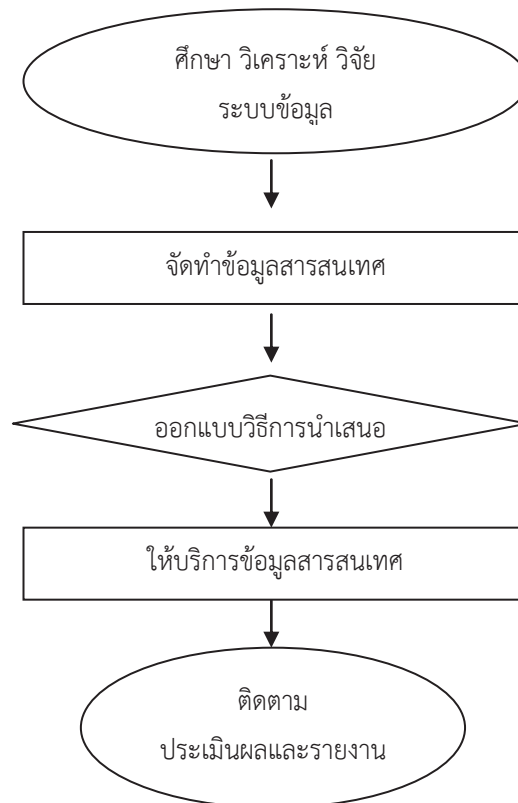 ศึกษา วิเคราะห์ วิจัย
ระบบข้อมูล
จัดทำข้อมูลสารสนเทศ
ออกแบบวิธีการนำเสนอ
ให้บริการข้อมูลสารสนเทศ
ติดตาม
ประเมินผลและรายงาน